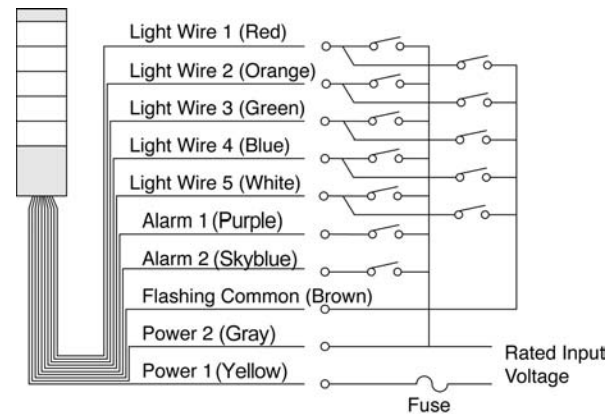 Light Wire 1 (Red)
Light Wire 2 (Orange)
Light Wire 3 (Green)
Light Wire 4 (Blue)
Light Wire 5 (White)
Alarm 1 (Purple)
Alarm 2 (Skyblue)
Flashing Common (Brown)
Power 2 (Gray)
Power 1 (Yellow)
Rated Input
Voltage
Fuse